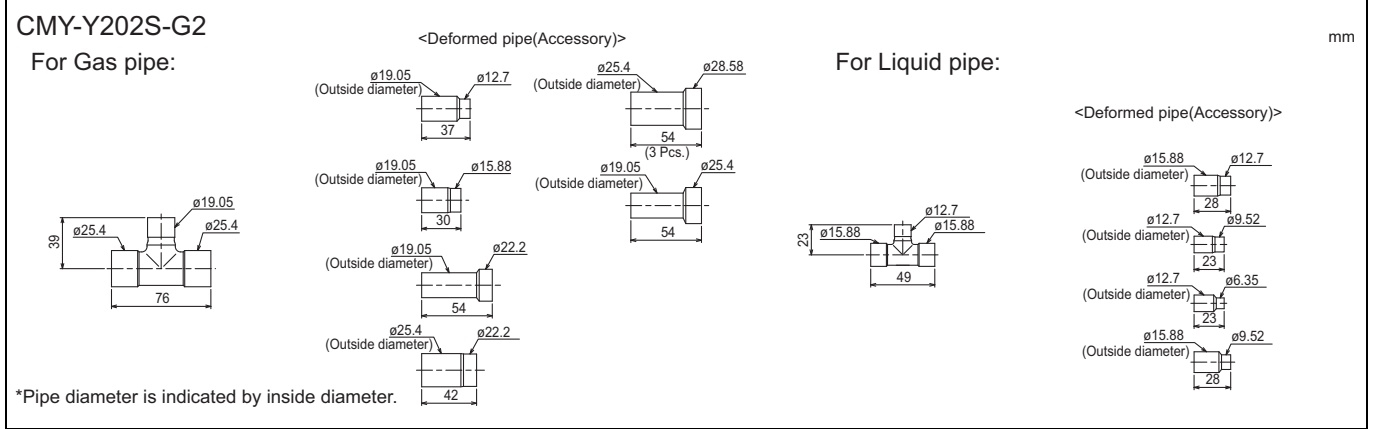 CMY-Y202S-G2
mm
For Gas pipe:
<Deformed pipe(Accessory)>
ø25.4
ø19.05
ø25.4
39
76
ø19.05
(Outside diameter)
ø12.7
37
ø19.05
(Outside diameter)
ø15.88
30
ø19.05
(Outside diameter)
ø22.2
54
ø25.4
(Outside diameter)
ø22.2
42
ø25.4
(Outside diameter)
ø28.58
54
(3 Pcs.)
ø19.05
(Outside diameter)
ø25.4
54
For Liquid pipe:
<Deformed pipe(Accessory)>
23
ø15.88
ø12.7
ø15.88
49
ø15.88
(Outside diameter)
ø12.7
28
ø12.7
(Outside diameter)
ø9.52
23
ø12.7
(Outside diameter)
ø6.35
23
ø15.88
(Outside diameter)
ø9.52
28
*Pipe diameter is indicated by inside diameter.